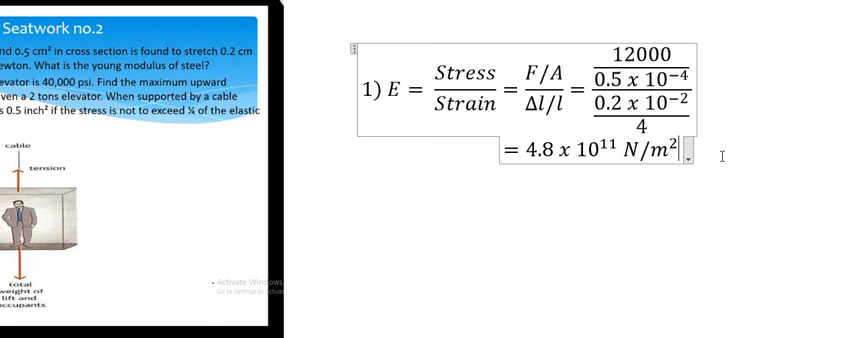 Seatwork no.2
nd 0.5 cm² in cross section is found to stretch 0.2 cm
ewton. What is the young modulus of steel?
evator is 40,000 psi. Find the maximum upward
ven a 2 tons elevator. When supported by a cable
s 0.5 inch² if the stress is not to exceed ¼ of the elastic
cable
tension
total
weight of
lift and
occupants
Activate Windows
Go to Settings to activat
1) E = Stress / Strain = F/A / Δl/l = 12000 / 0.5 x 10⁻⁴ / 0.2 x 10⁻² / 4
= 4.8 x 10¹¹ N/m²